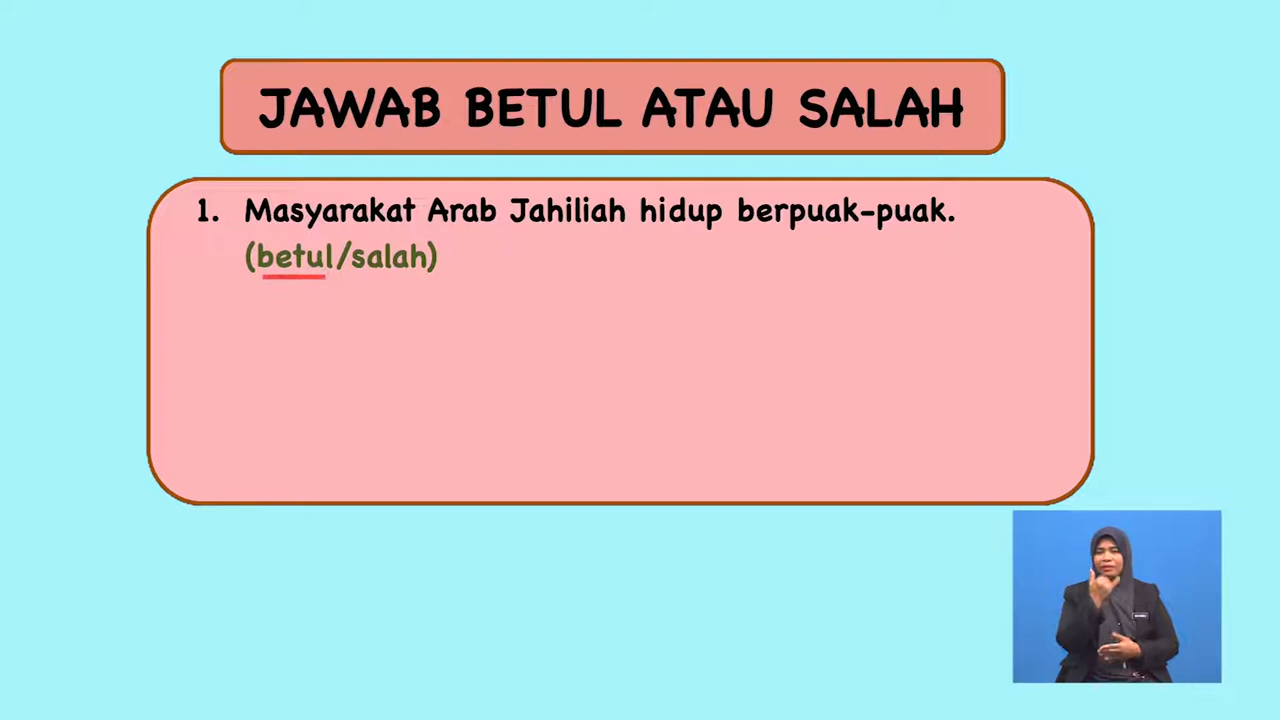 JAWAB BETUL ATAU SALAH
1. Masyarakat Arab Jahiliah hidup berpuak-puak.
(betul/salah)